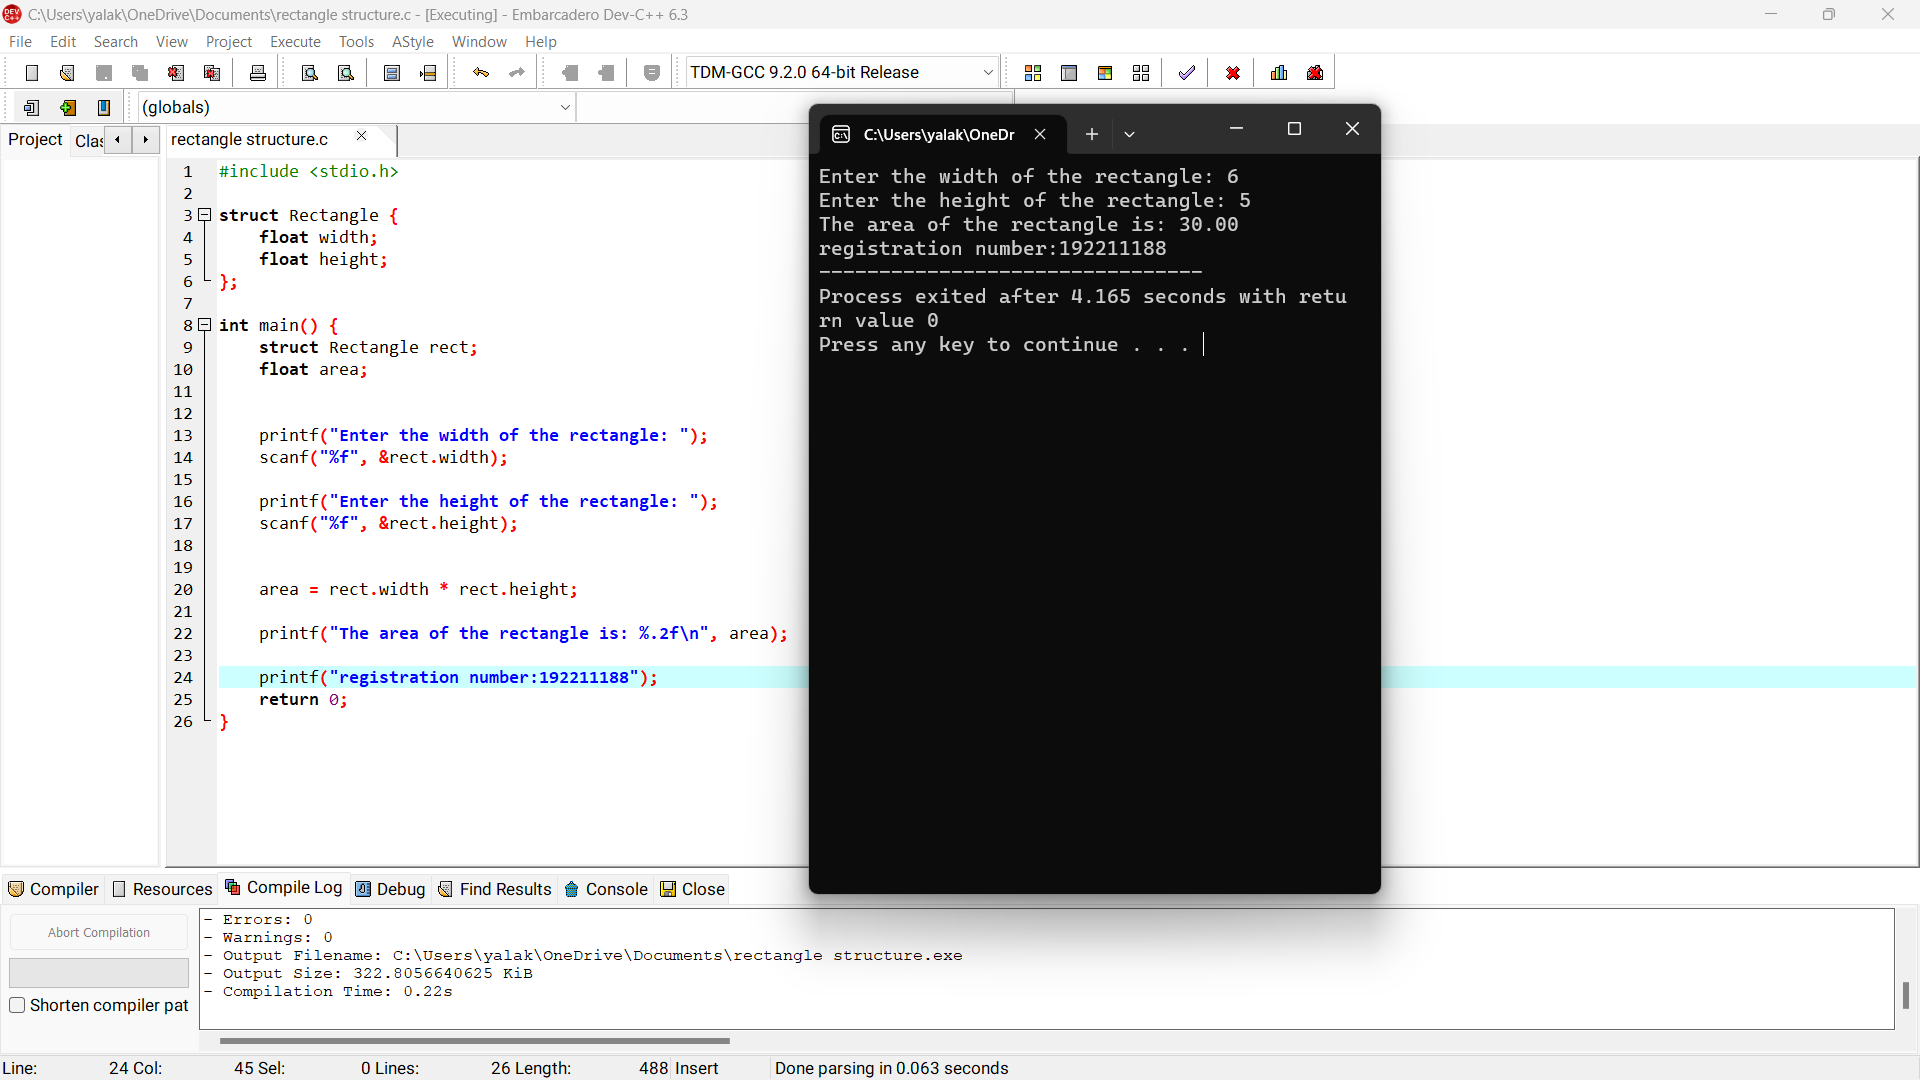 C:\Users\yalak\OneDrive\Documents\rectangle structure.c - [Executing] - Embarcadero Dev-C++ 6.3
File Edit Search View Project Execute Tools AStyle Window Help
TDM-GCC 9.2.0 64-bit Release
(globals)
Project Clas
rectangle structure.c
1 #include <stdio.h>
2
3 struct Rectangle {
4 float width;
5 float height;
6 };
7
8 int main() {
9 struct Rectangle rect;
10 float area;
11
12
13 printf("Enter the width of the rectangle: ");
14 scanf("%f", &rect.width);
15
16 printf("Enter the height of the rectangle: ");
17 scanf("%f", &rect.height);
18
19
20 area = rect.width * rect.height;
21
22 printf("The area of the rectangle is: %.2f\n", area);
23
24 printf("registration number:192211188");
25 return 0;
26 }
C:\Users\yalak\OneDr
Enter the width of the rectangle: 6
Enter the height of the rectangle: 5
The area of the rectangle is: 30.00
registration number:192211188
--------------------------------
Process exited after 4.165 seconds with retu
rn value 0
Press any key to continue . . .
Compiler Resources Compile Log Debug Find Results Console Close
Abort Compilation
Shorten compiler pat
- Errors: 0
- Warnings: 0
- Output Filename: C:\Users\yalak\OneDrive\Documents\rectangle structure.exe
- Output Size: 322.8056640625 KiB
- Compilation Time: 0.22s
Line: 24 Col: 45 Sel: 0 Lines: 26 Length: 488 Insert Done parsing in 0.063 seconds